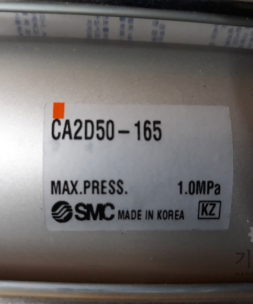 CA2D50-165
MAX.PRESS. 1.0MPa
SMC MADE IN KOREA KZ